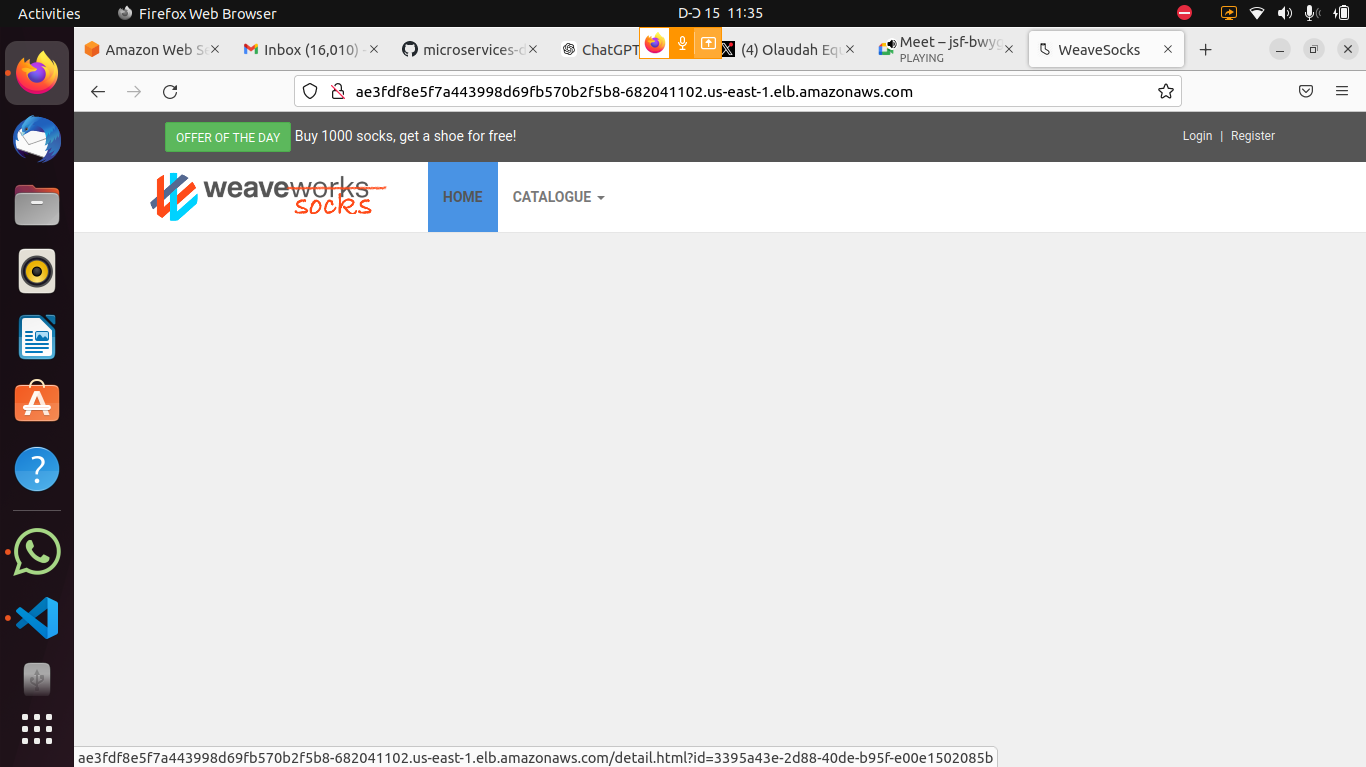 Activities
Firefox Web Browser
D-Ɔ 15 11:35
Amazon Web Se
Inbox (16,010) -
microservices-d
ChatGPT
(4) Olaudah Equ
Meet – jsf-bwyg
PLAYING
WeaveSocks
ae3fdf8e5f7a443998d69fb570b2f5b8-682041102.us-east-1.elb.amazonaws.com
OFFER OF THE DAY Buy 1000 socks, get a shoe for free!
Login | Register
weaveworks
socks
HOME
CATALOGUE
ae3fdf8e5f7a443998d69fb570b2f5b8-682041102.us-east-1.elb.amazonaws.com/detail.html?id=3395a43e-2d88-40de-b95f-e00e1502085b